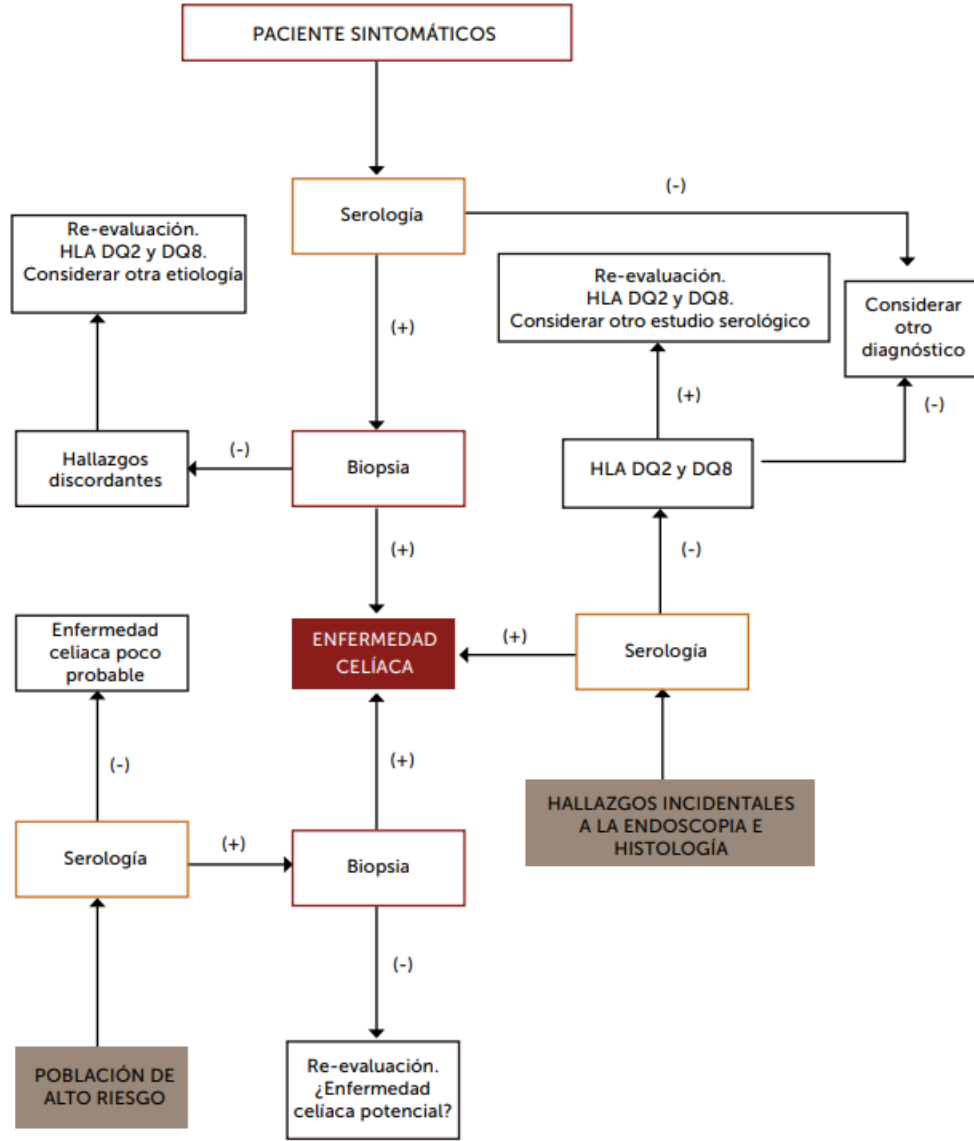 PACIENTE SINTOMÁTICOS
(-)
Serología
Re-evaluación.
HLA DQ2 y DQ8.
Considerar otra etiología
Re-evaluación.
HLA DQ2 y DQ8.
Considerar otro estudio serológico
Considerar
otro
diagnóstico
(+)
(+)
(-)
Hallazgos
discordantes
(-)
Biopsia
HLA DQ2 y DQ8
(+)
(-)
Enfermedad
celiaca poco
probable
ENFERMEDAD
CELÍACA
(+)
Serología
(-)
(+)
HALLAZGOS INCIDENTALES
A LA ENDOSCOPIA E
HISTOLOGÍA
Serología
(+)
Biopsia
(-)
POBLACIÓN DE
ALTO RIESGO
Re-evaluación.
¿Enfermedad
celíaca potencial?